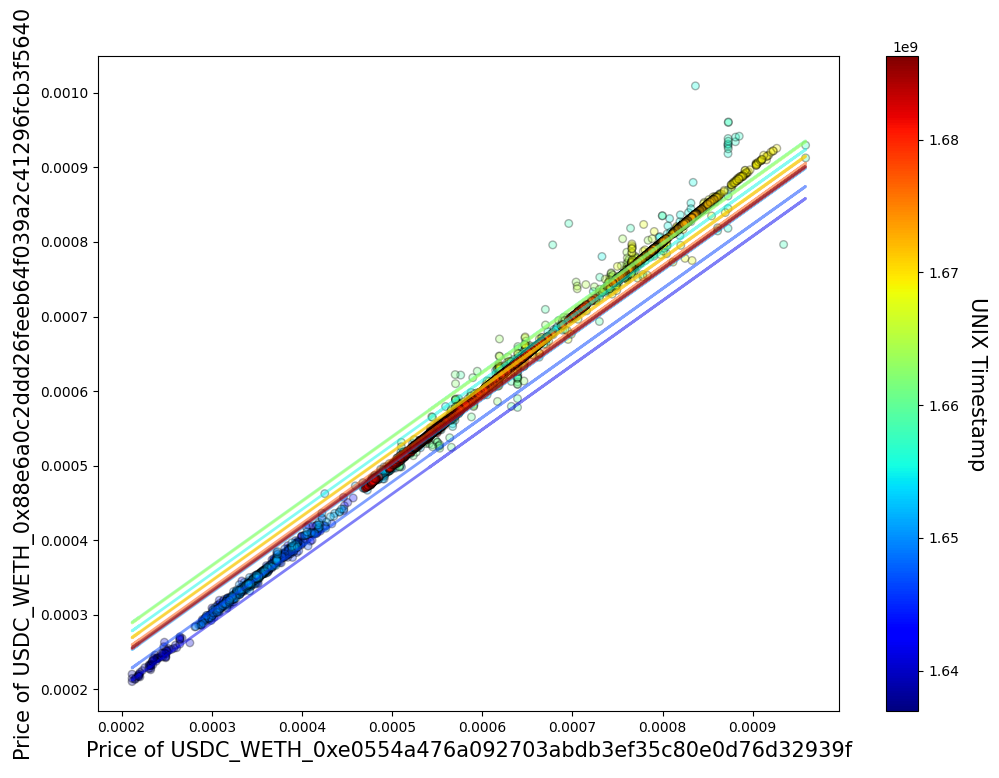 1e9
0.0010
0.0009
0.0008
0.0007
0.0006
0.0005
0.0004
0.0003
0.0002
0.0002 0.0003 0.0004 0.0005 0.0006 0.0007 0.0008 0.0009
Price of USDC_WETH_0xe0554a476a092703abdb3ef35c80e0d76d32939f
Price of USDC_WETH_0x88e6a0c2ddd26feeb64f039a2c41296fcb3f5640
1.68
1.67
1.66
1.65
1.64
UNIX Timestamp